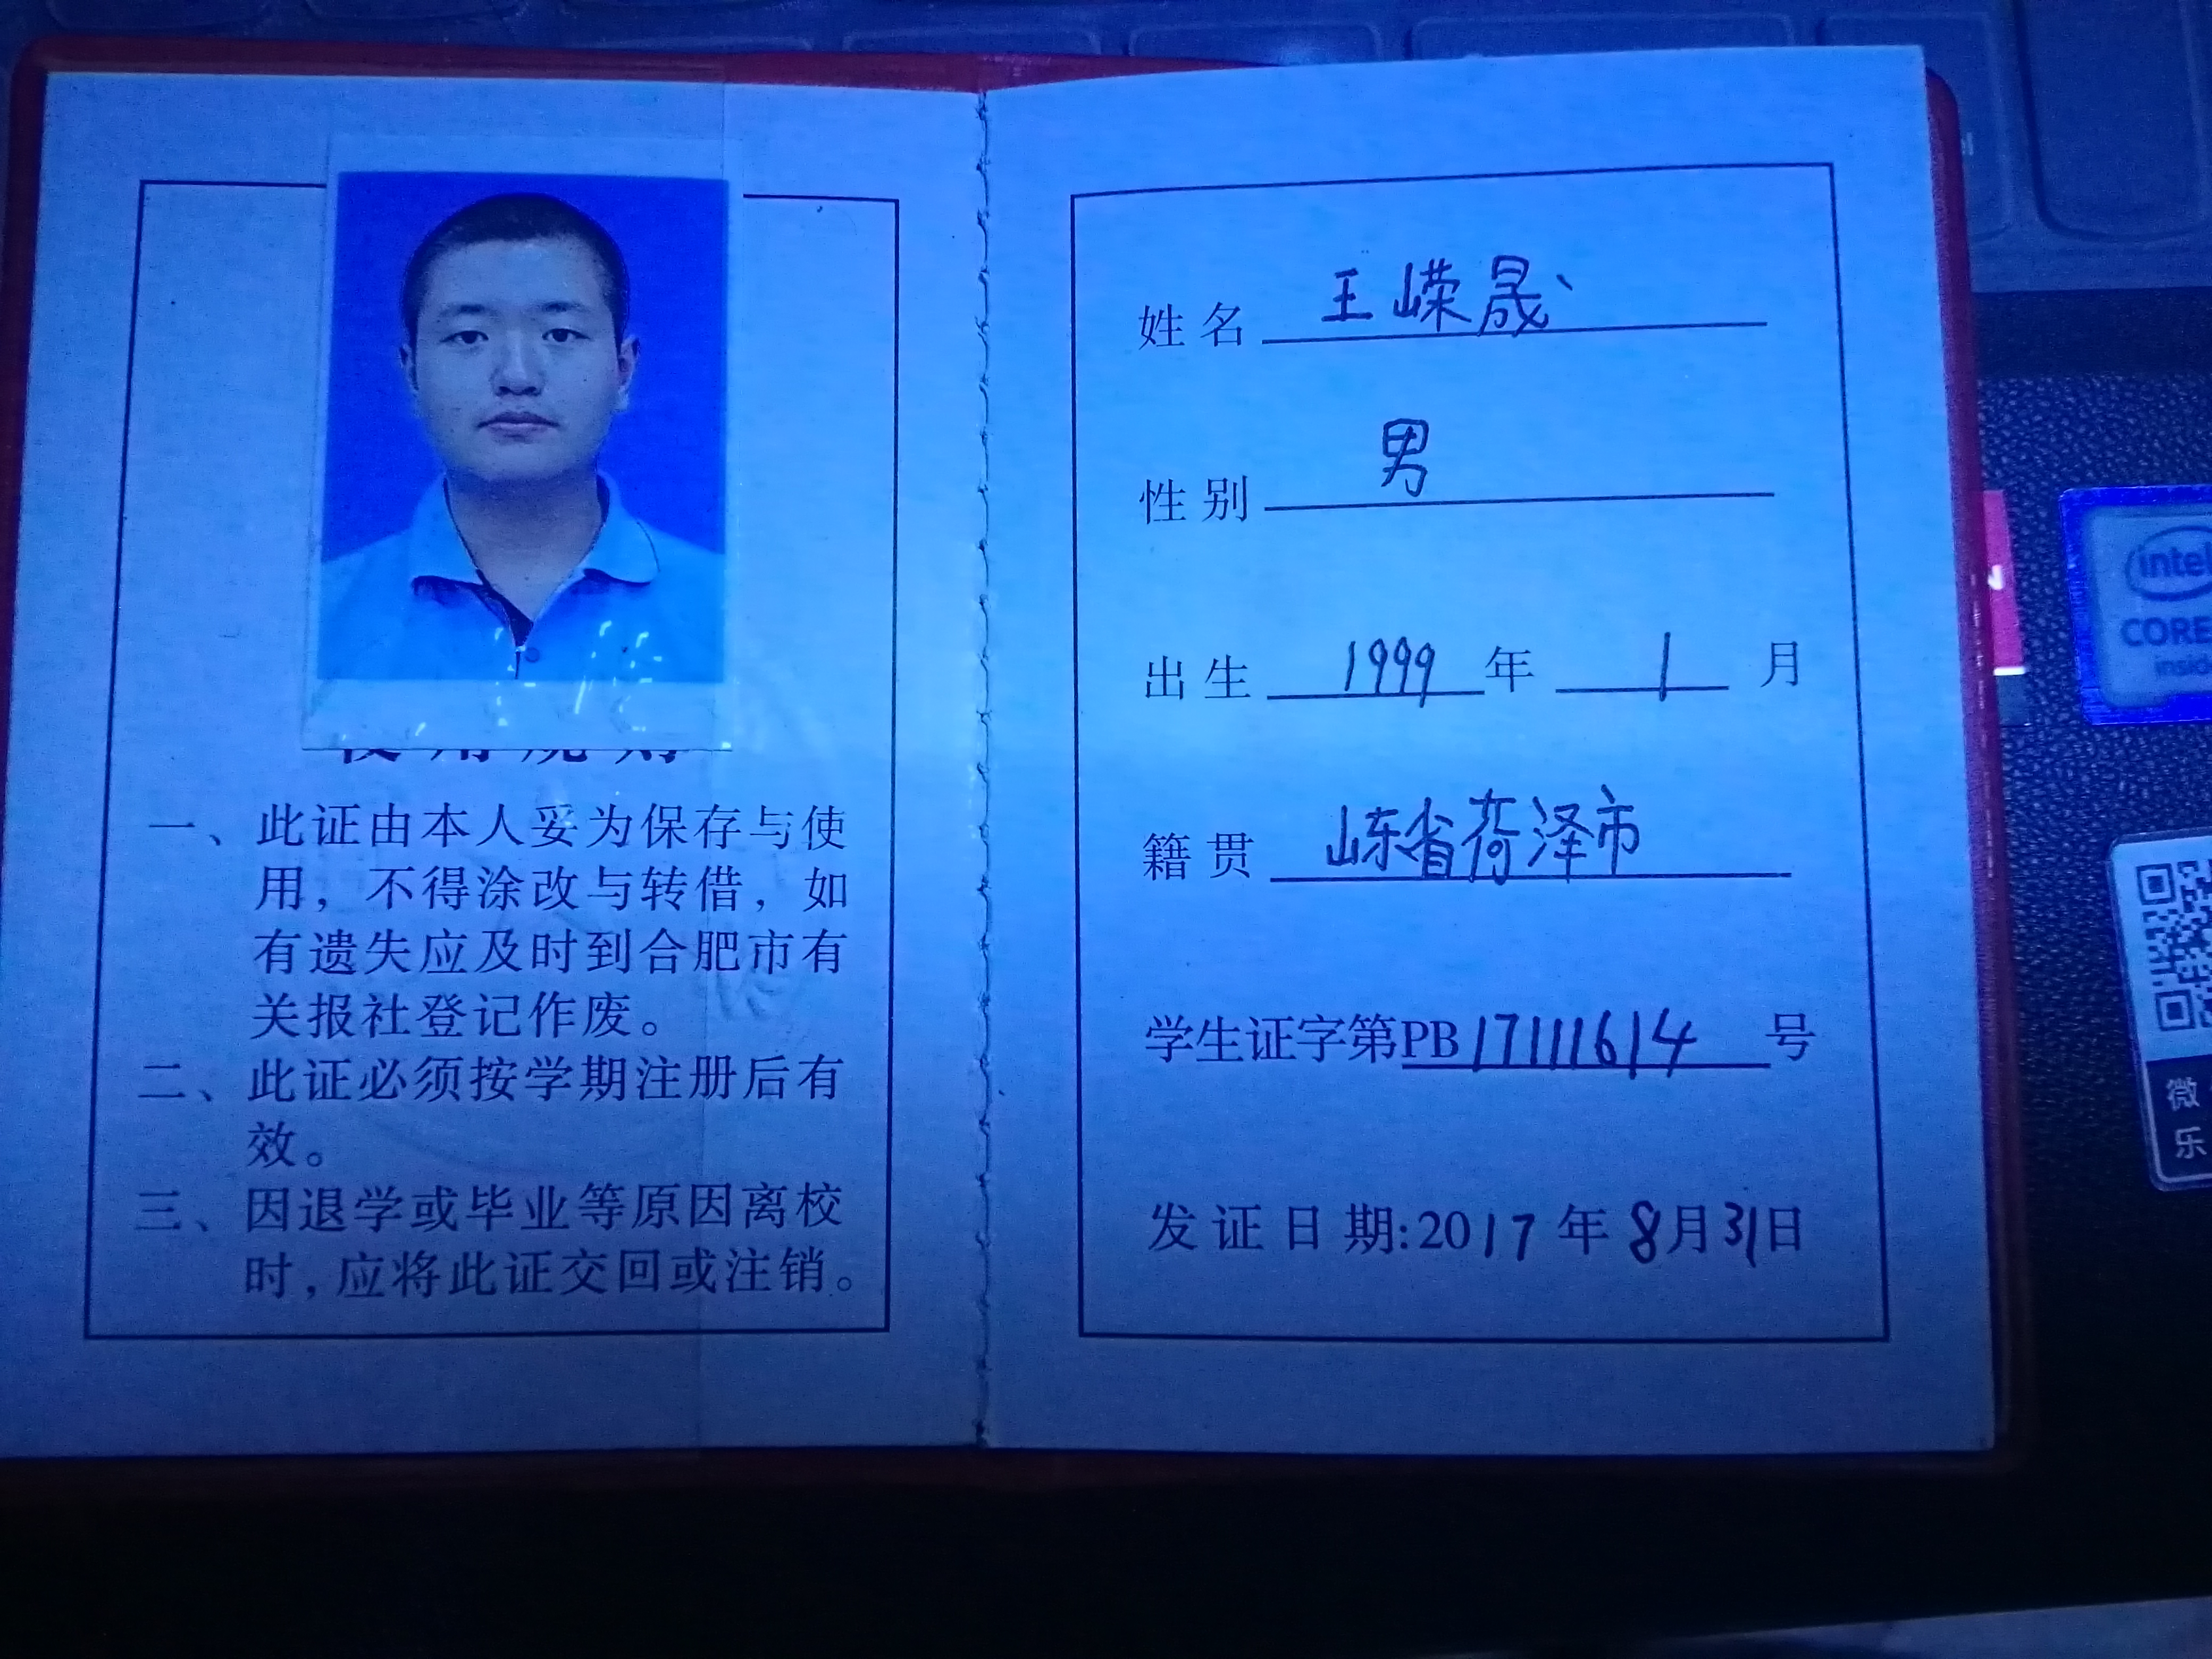 使用规则
一、此证由本人妥为保存与使
用，不得涂改与转借，如
有遗失应及时到合肥市有
关报社登记作废。
二、此证必须按学期注册后有
效。
三、因退学或毕业等原因离校
时，应将此证交回或注销。
姓名 王嵘晟
性别 男
出生 1999 年 1 月
籍贯 山东省菏泽市
学生证字第PB17111614号
发证日期:2017年8月31日
intel
CORE
insid
微
乐